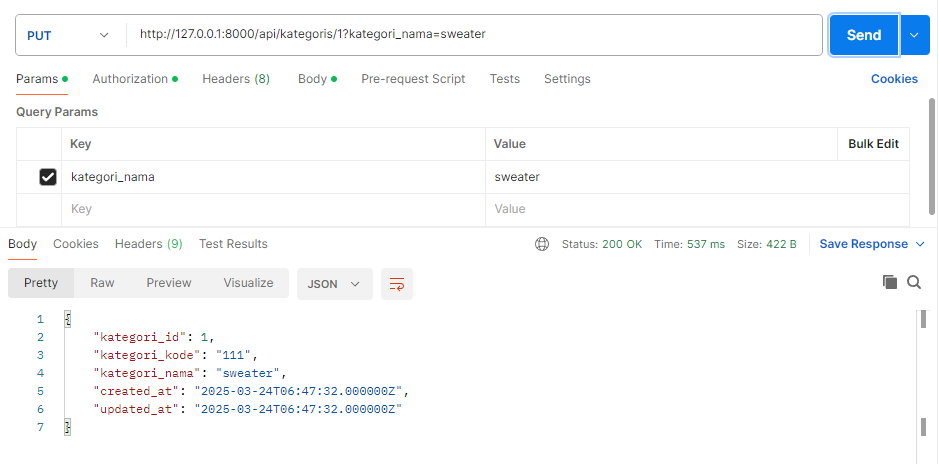 PUT http://127.0.0.1:8000/api/kategoris/1?kategori_nama=sweater Send
Params Authorization Headers (8) Body Pre-request Script Tests Settings Cookies
Query Params
Key Value Bulk Edit
kategori_nama sweater
Key Value
Body Cookies Headers (9) Test Results Status: 200 OK Time: 537 ms Size: 422 B Save Response
Pretty Raw Preview Visualize JSON
1 {
2 "kategori_id": 1,
3 "kategori_kode": "111",
4 "kategori_nama": "sweater",
5 "created_at": "2025-03-24T06:47:32.000000Z",
6 "updated_at": "2025-03-24T06:47:32.000000Z"
7 }